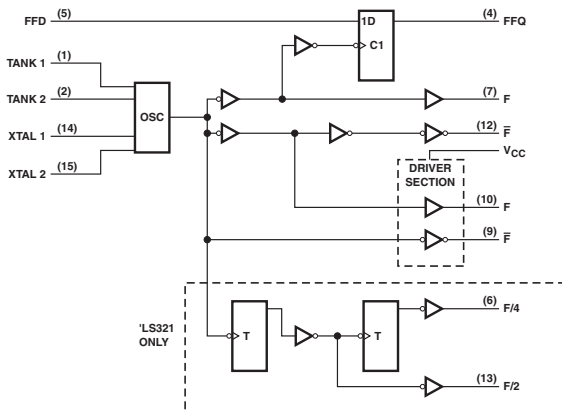 FFD (5)
1D
(4) FFQ
C1
TANK 1 (1)
TANK 2 (2)
OSC
(7) F
XTAL 1 (14)
(12) F̅
XTAL 2 (15)
V_CC
DRIVER
SECTION
(10) F
(9) F̅
'LS321
ONLY
T
T
(6) F/4
(13) F/2